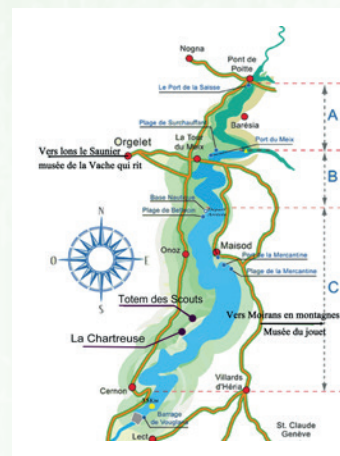 Nogna
Pont de
Poitte
Le Port de la Saisse
A
Plage de Surchauffant
Barésia
Orgelet
La Tour
du Meix
Port du Meix
Vers lons le Saunier
musée de la Vache qui rit
B
Base Nautique
Plage de Bellecin
N
O
E
S
Onoz
Maisod
Port de la Mercantine
Plage de la Mercantine
C
Totem des Scouts
Vers Moirans en montagnes
Musée du jouet
La Chartreuse
Cernon
Villards
d'Héria
Barrage
de Vouglans
Lect
St. Claude
Genève